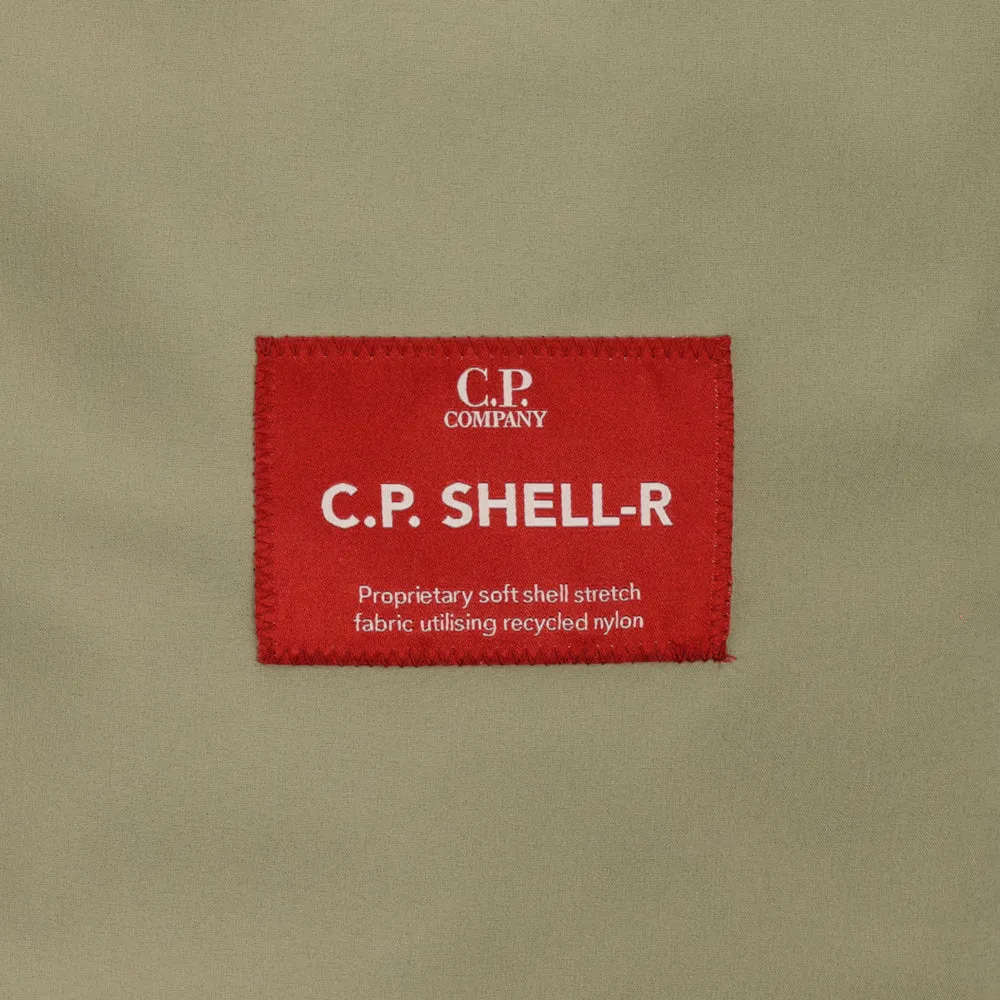 C.P.
COMPANY
C.P. SHELL-R
Proprietary soft shell stretch
fabric utilising recycled nylon